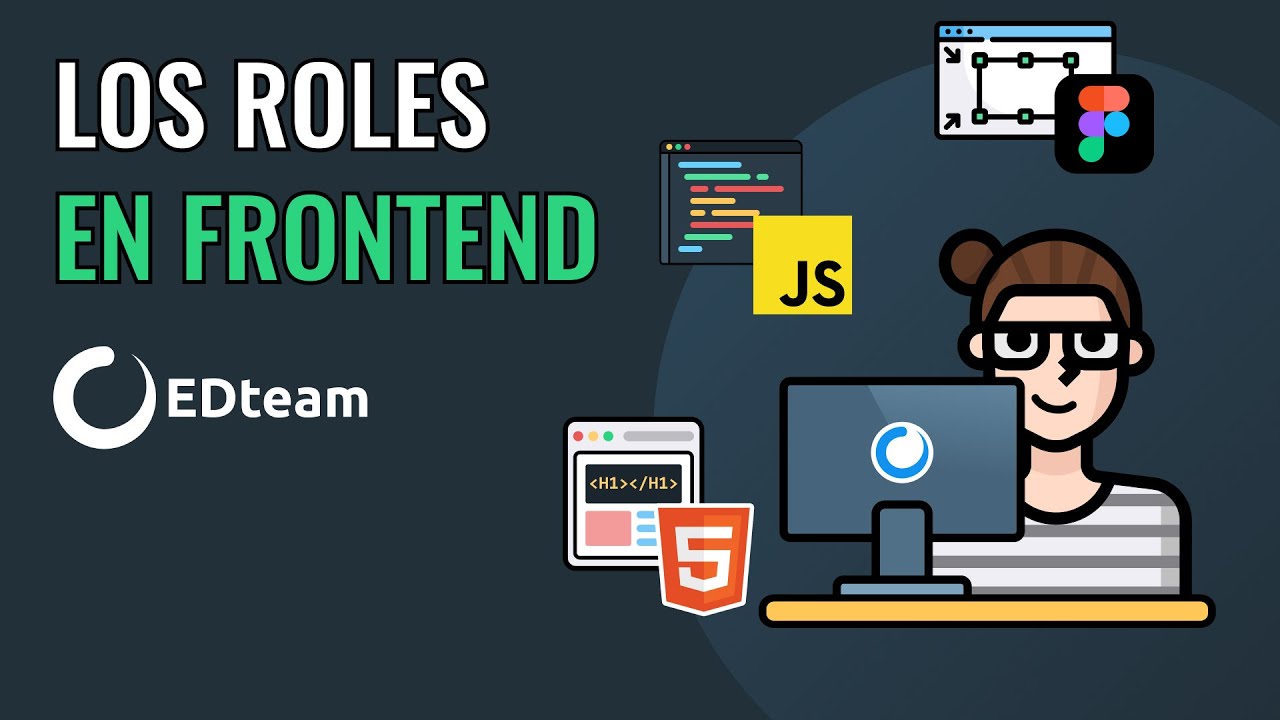 LOS ROLES
EN FRONTEND
EDteam
JS
<H1></H1>
5